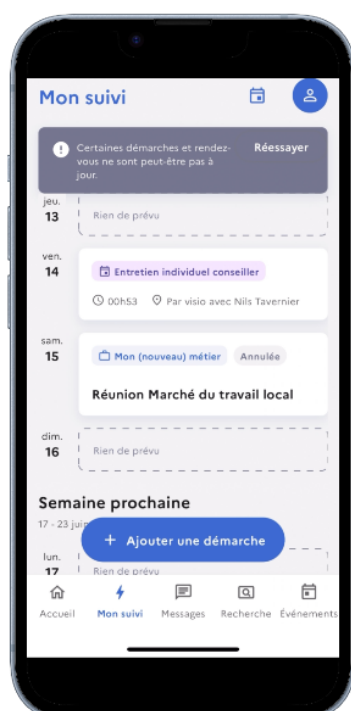 Mon suivi
Certaines démarches et rendez-
vous ne sont peut-être pas à
jour.
Réessayer
jeu.
13
Rien de prévu
ven.
14
Entretien individuel conseiller
00h53
Par visio avec Nils Tavernier
sam.
15
Mon (nouveau) métier
Annulée
Réunion Marché du travail local
dim.
16
Rien de prévu
Semaine prochaine
17 - 23 jui
+ Ajouter une démarche
lun.
17
Rien de prévu
Accueil
Mon suivi
Messages
Recherche
Événements